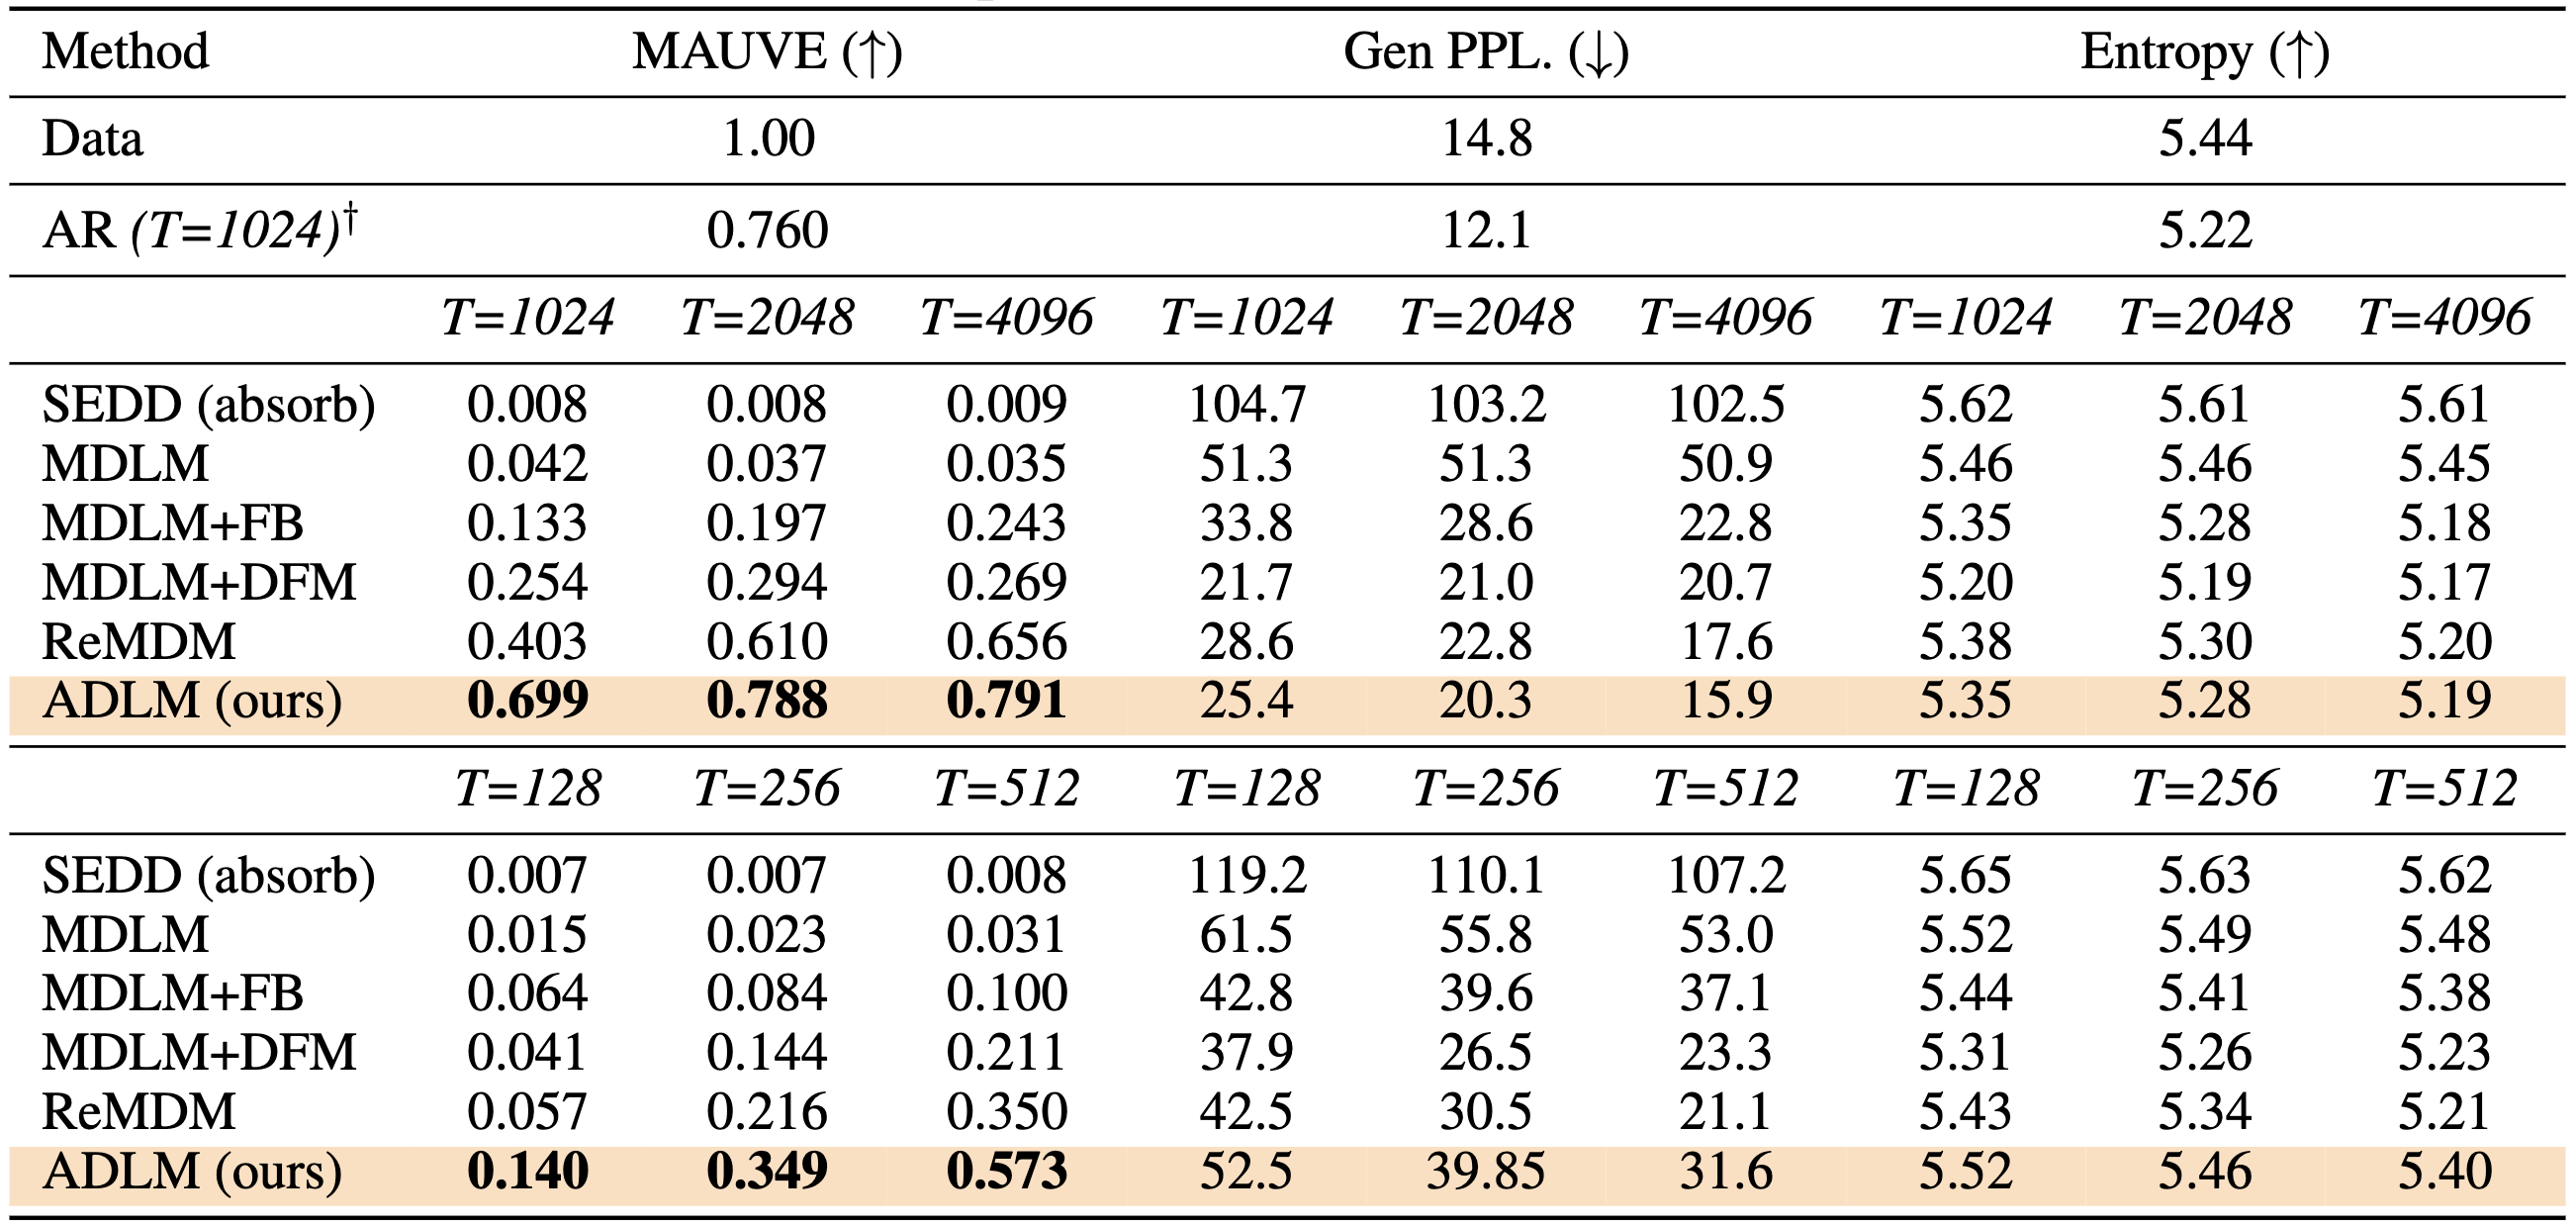 Method MAUVE (↑) Gen PPL. (↓) Entropy (↑)
Data 1.00 14.8 5.44
AR (T=1024)† 0.760 12.1 5.22
T=1024 T=2048 T=4096 T=1024 T=2048 T=4096 T=1024 T=2048 T=4096
SEDD (absorb) 0.008 0.008 0.009 104.7 103.2 102.5 5.62 5.61 5.61
MDLM 0.042 0.037 0.035 51.3 51.3 50.9 5.46 5.46 5.45
MDLM+FB 0.133 0.197 0.243 33.8 28.6 22.8 5.35 5.28 5.18
MDLM+DFM 0.254 0.294 0.269 21.7 21.0 20.7 5.20 5.19 5.17
ReMDM 0.403 0.610 0.656 28.6 22.8 17.6 5.38 5.30 5.20
ADLM (ours) 0.699 0.788 0.791 25.4 20.3 15.9 5.35 5.28 5.19
T=128 T=256 T=512 T=128 T=256 T=512 T=128 T=256 T=512
SEDD (absorb) 0.007 0.007 0.008 119.2 110.1 107.2 5.65 5.63 5.62
MDLM 0.015 0.023 0.031 61.5 55.8 53.0 5.52 5.49 5.48
MDLM+FB 0.064 0.084 0.100 42.8 39.6 37.1 5.44 5.41 5.38
MDLM+DFM 0.041 0.144 0.211 37.9 26.5 23.3 5.31 5.26 5.23
ReMDM 0.057 0.216 0.350 42.5 30.5 21.1 5.43 5.34 5.21
ADLM (ours) 0.140 0.349 0.573 52.5 39.85 31.6 5.52 5.46 5.40